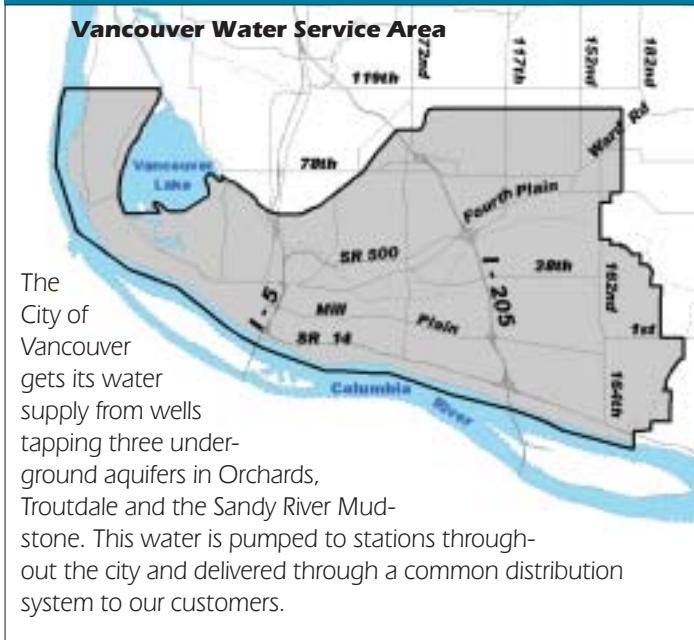 Vancouver Water Service Area
72nd
117th
152nd
182nd
119th
Ward Rd
78th
Vancouver
Lake
Fourth Plain
SR 500
I - 205
28th
162nd
I - 5
Mill
Plain
1st
SR 14
164th
Columbia
River
The
City of
Vancouver
gets its water
supply from wells
tapping three under-
ground aquifers in Orchards,
Troutdale and the Sandy River Mud-
stone. This water is pumped to stations through-
out the city and delivered through a common distribution
system to our customers.